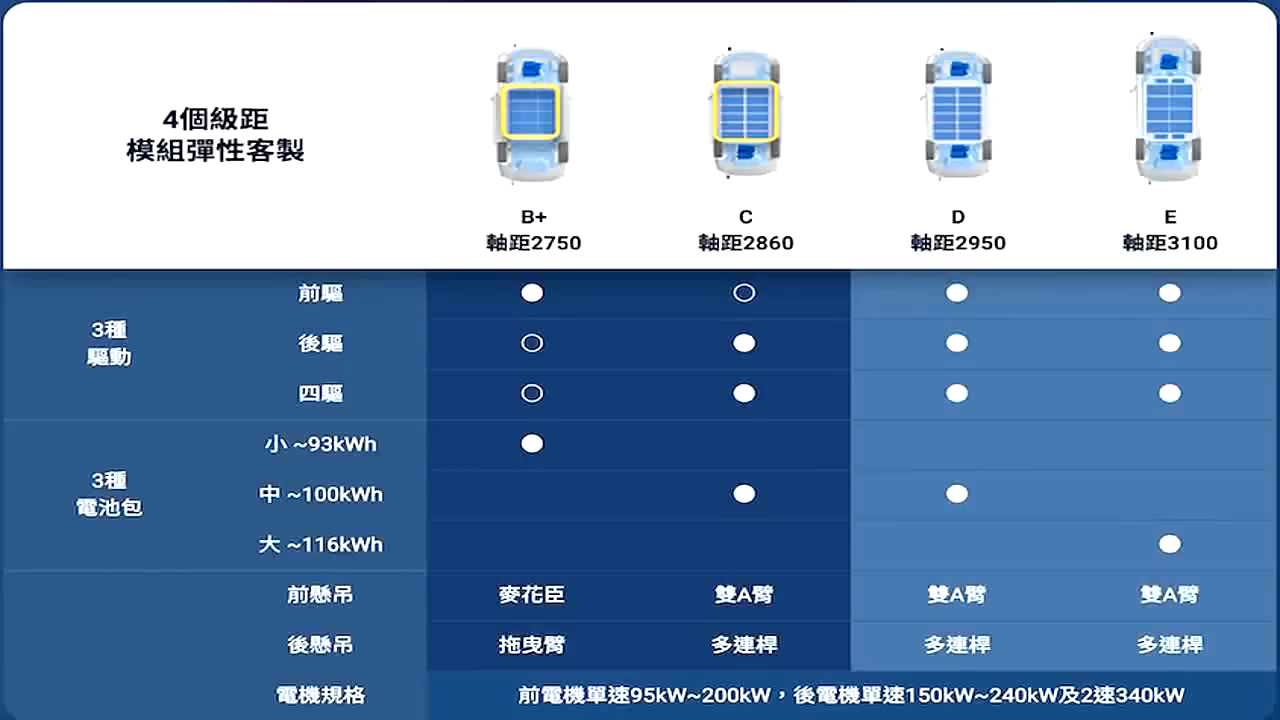 4個級距
模組彈性客製
B+
軸距2750
C
軸距2860
D
軸距2950
E
軸距3100
3種
驅動
前驅
後驅
四驅
3種
電池包
小 ~93kWh
中 ~100kWh
大 ~116kWh
前懸吊 麥花臣 雙A臂 雙A臂 雙A臂
後懸吊 拖曳臂 多連桿 多連桿 多連桿
電機規格 前電機單速95kW~200kW，後電機單速150kW~240kW及2速340kW